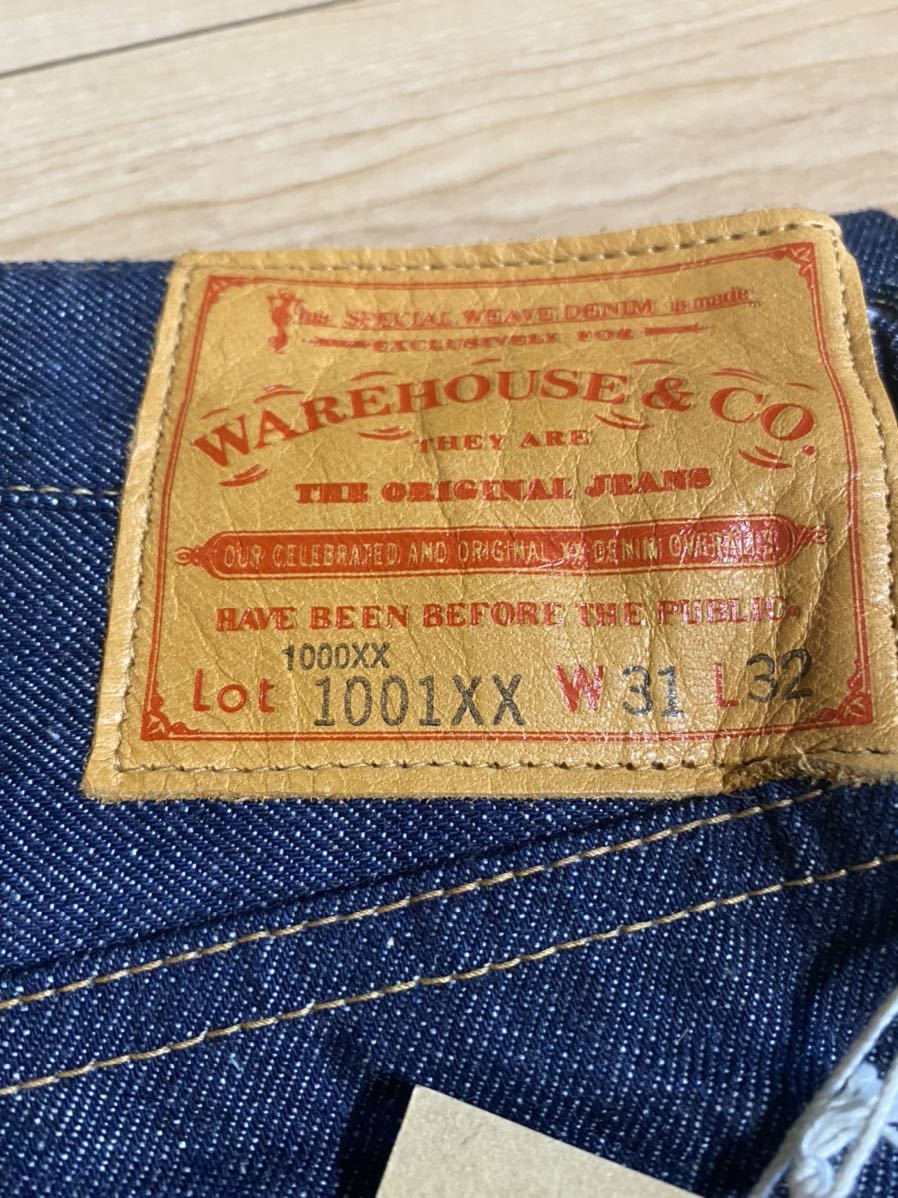 This SPECIAL WEAVE DENIM is made
EXCLUSIVELY FOR
WAREHOUSE & CO.
THEY ARE
THE ORIGINAL JEANS
OUR CELEBRATED AND ORIGINAL XX DENIM OVERALLS
HAVE BEEN BEFORE THE PUBLIC.
1000XX
Lot 1001XX W 31 L 32